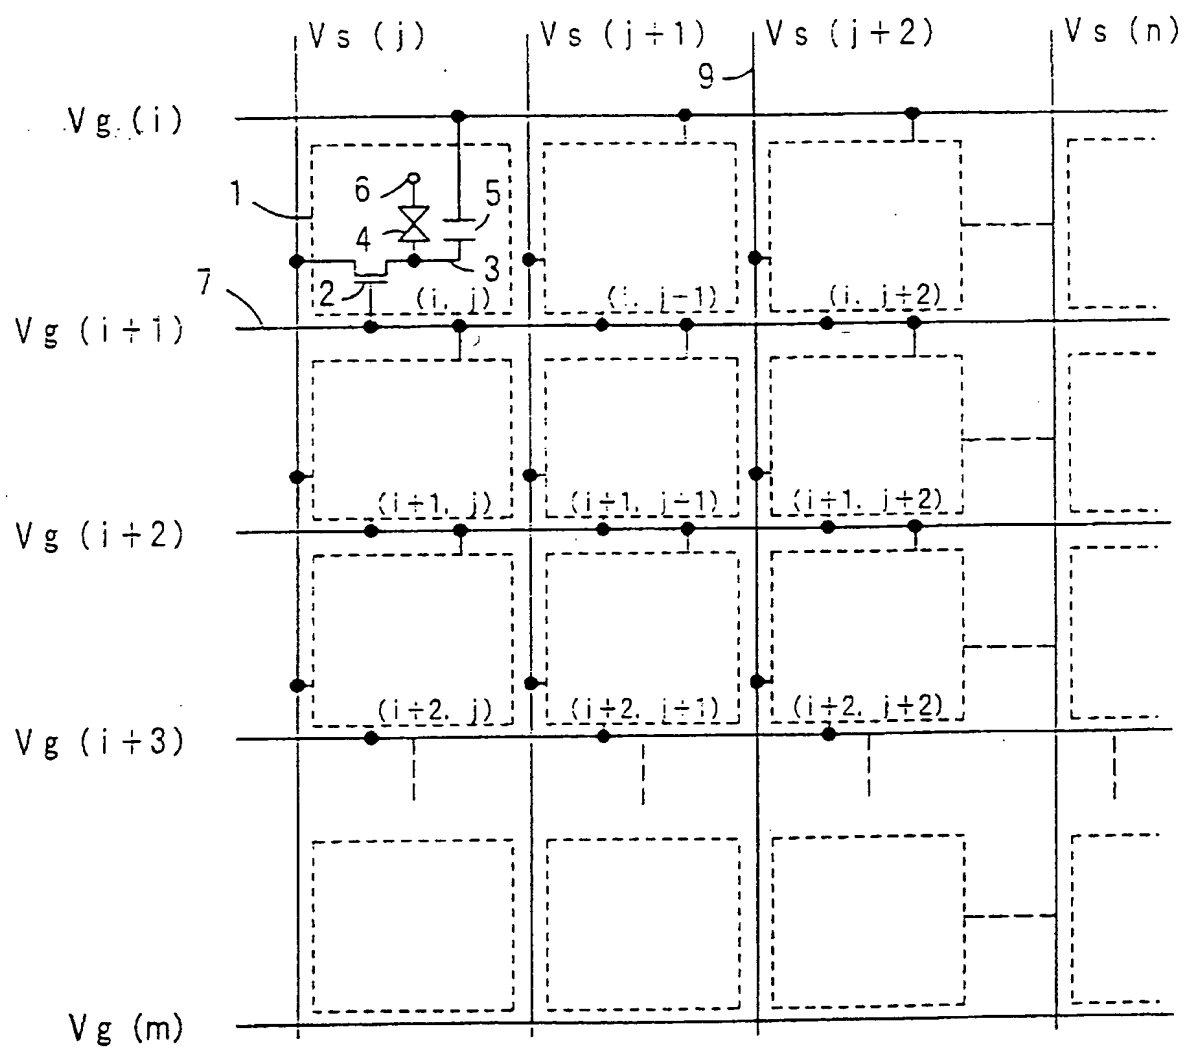 Vs (j) Vs (j+1) Vs (j+2) Vs (n)
9
Vg (i)
6 5
1
4
3
2
(i, j) (i, j+1) (i, j+2)
7
Vg (i+1)
(i+1, j) (i+1, j+1) (i+1, j+2)
Vg (i+2)
(i+2, j) (i+2, j+1) (i+2, j+2)
Vg (i+3)
Vg (m)